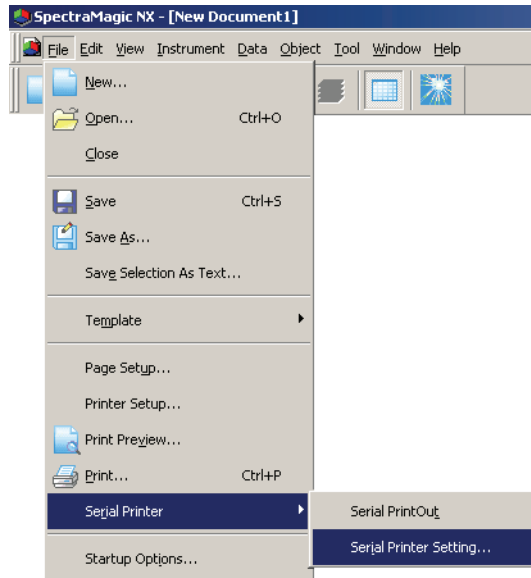 SpectraMagic NX - [New Document1]
File Edit View Instrument Data Object Tool Window Help
New...
Open... Ctrl+O
Close
Save Ctrl+S
Save As...
Save Selection As Text...
Template
Page Setup...
Printer Setup...
Print Preview...
Print... Ctrl+P
Serial Printer
Serial PrintOut
Serial Printer Setting...
Startup Options...